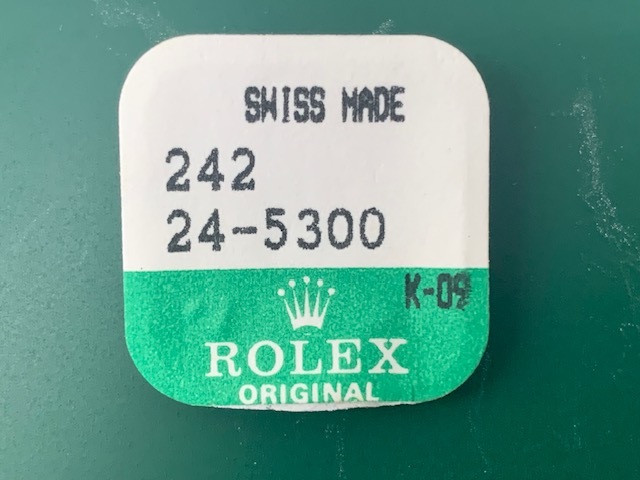 SWISS MADE
242
24-5300
K-09
ROLEX
ORIGINAL